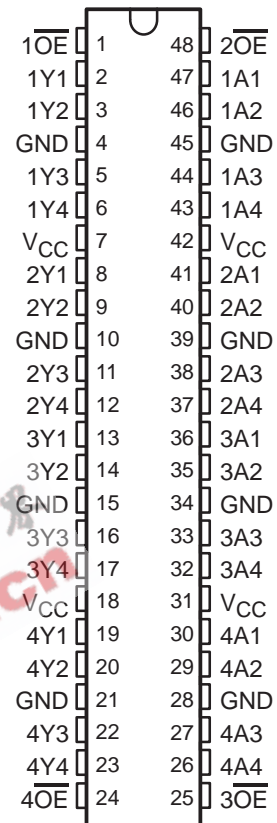 1O̅E̅ 1 48 2O̅E̅
1Y1 2 47 1A1
1Y2 3 46 1A2
GND 4 45 GND
1Y3 5 44 1A3
1Y4 6 43 1A4
VCC 7 42 VCC
2Y1 8 41 2A1
2Y2 9 40 2A2
GND 10 39 GND
2Y3 11 38 2A3
2Y4 12 37 2A4
3Y1 13 36 3A1
3Y2 14 35 3A2
GND 15 34 GND
3Y3 16 33 3A3
3Y4 17 32 3A4
VCC 18 31 VCC
4Y1 19 30 4A1
4Y2 20 29 4A2
GND 21 28 GND
4Y3 22 27 4A3
4Y4 23 26 4A4
4O̅E̅ 24 25 3O̅E̅